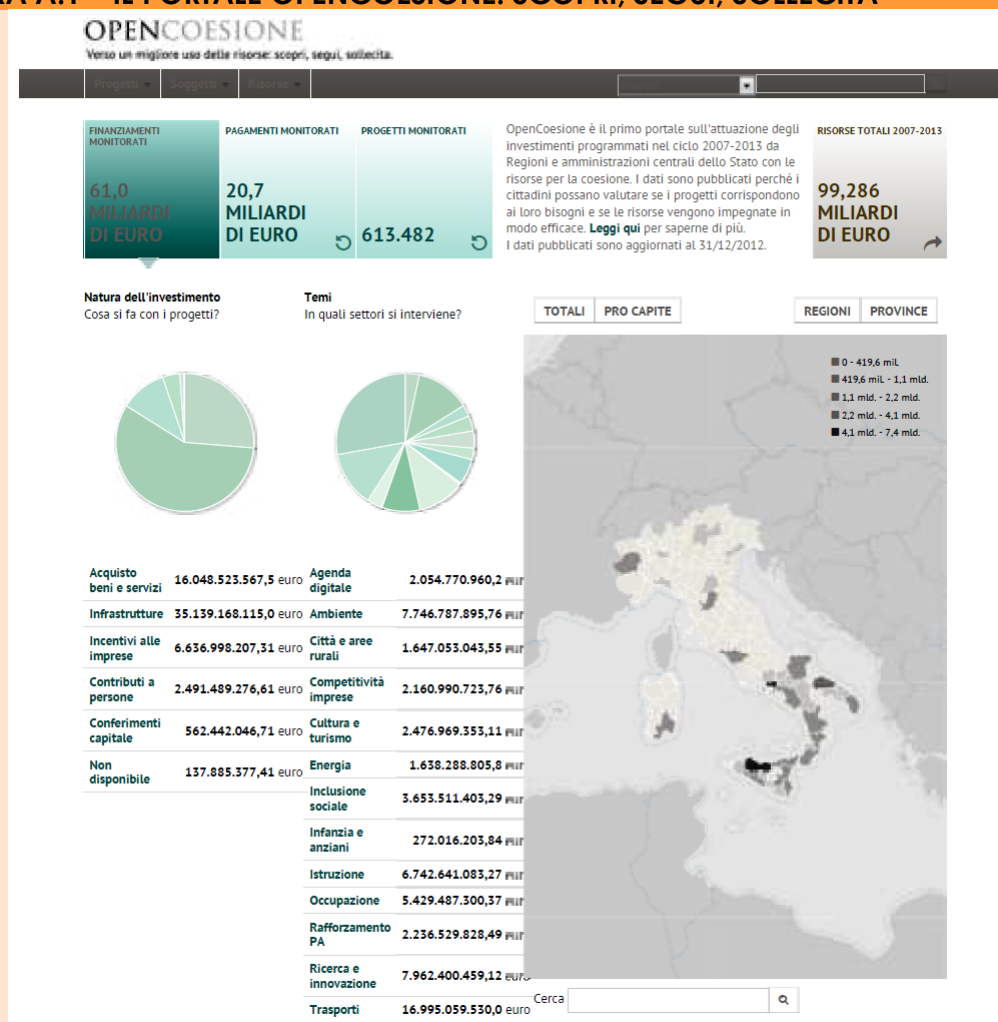 IL PORTALE OPENCOESIONE: SCOPRI, SEGUI, SOLLECITA
OPENCOESIONE
Verso un migliore uso delle risorse: scopri, segui, sollecita.
Progetti Soggetti Risorse
FINANZIAMENTI
MONITORATI
61,0
MILIARDI
DI EURO
PAGAMENTI MONITORATI
20,7
MILIARDI
DI EURO
PROGETTI MONITORATI
613.482
OpenCoesione è il primo portale sull'attuazione degli
investimenti programmati nel ciclo 2007-2013 da
Regioni e amministrazioni centrali dello Stato con le
risorse per la coesione. I dati sono pubblicati perché i
cittadini possano valutare se i progetti corrispondono
ai loro bisogni e se le risorse vengono impegnate in
modo efficace. Leggi qui per saperne di più.
I dati pubblicati sono aggiornati al 31/12/2012.
RISORSE TOTALI 2007-2013
99,286
MILIARDI
DI EURO
Natura dell'investimento
Cosa si fa con i progetti?
Temi
In quali settori si interviene?
TOTALI PRO CAPITE
REGIONI PROVINCE
0 - 419,6 mil.
419,6 mil. - 1,1 mld.
1,1 mld. - 2,2 mld.
2,2 mld. - 4,1 mld.
4,1 mld. - 7,4 mld.
Acquisto
beni e servizi 16.048.523.567,5 euro
Infrastrutture 35.139.168.115,0 euro
Incentivi alle
imprese 6.636.998.207,31 euro
Contributi a
persone 2.491.489.276,61 euro
Conferimenti
capitale 562.442.046,71 euro
Non
disponibile 137.885.377,41 euro
Agenda
digitale 2.054.770.960,2
Ambiente 7.746.787.895,76
Città e aree
rurali 1.647.053.043,55
Competitività
imprese 2.160.990.723,76
Cultura e
turismo 2.476.969.353,11
Energia 1.638.288.805,8
Inclusione
sociale 3.653.511.403,29
Infanzia e
anziani 272.016.203,84
Istruzione 6.742.641.083,27
Occupazione 5.429.487.300,37
Rafforzamento
PA 2.236.529.828,49
Ricerca e
innovazione 7.962.400.459,12 euro
Trasporti 16.995.059.530,0 euro
Cerca